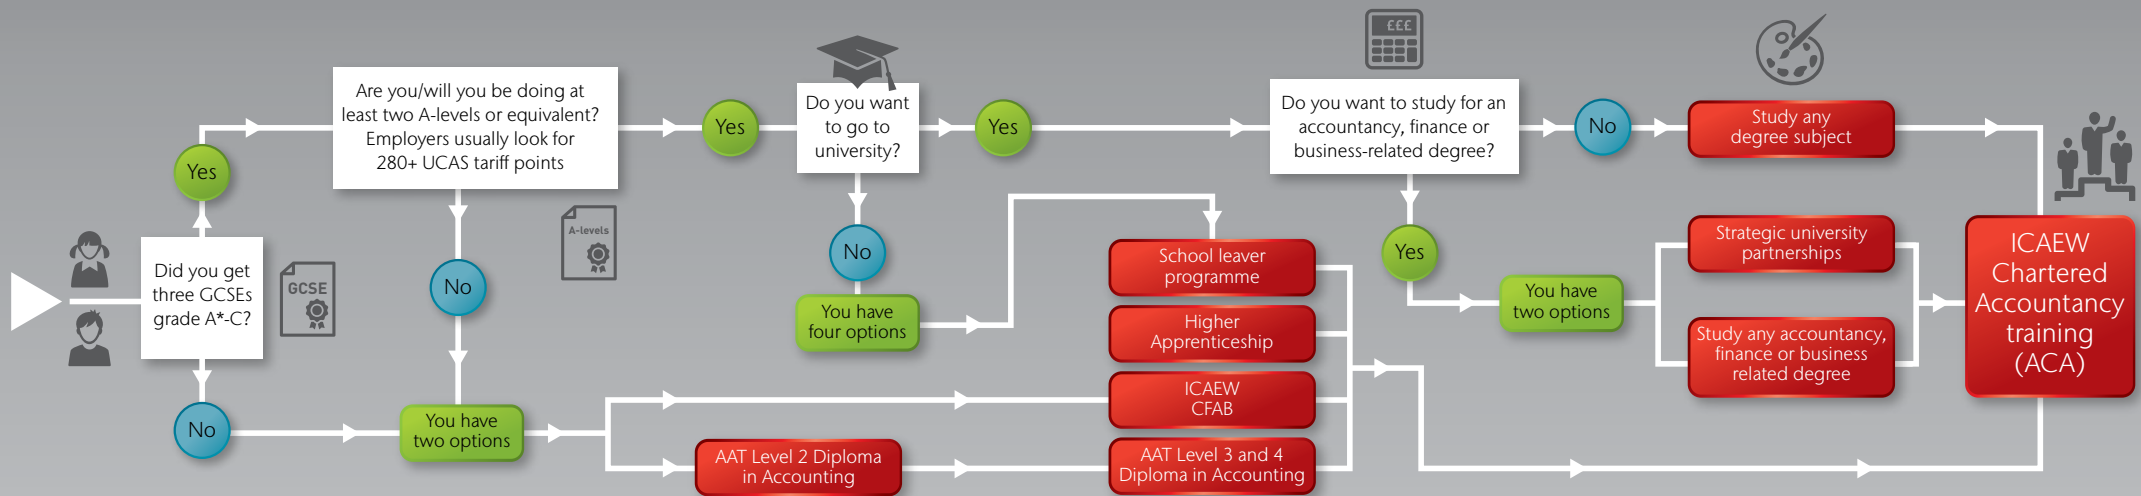 Did you get
three GCSEs
grade A*-C?
GCSE
Yes
No
Are you/will you be doing at
least two A-levels or equivalent?
Employers usually look for
280+ UCAS tariff points
A-levels
Yes
No
You have
two options
Do you want
to go to
university?
Yes
No
You have
four options
School leaver
programme
Higher
Apprenticeship
ICAEW
CFAB
AAT Level 2 Diploma
in Accounting
AAT Level 3 and 4
Diploma in Accounting
£££
Do you want to study for an
accountancy, finance or
business-related degree?
No
Study any
degree subject
Yes
You have
two options
Strategic university
partnerships
Study any accountancy,
finance or business
related degree
ICAEW
Chartered
Accountancy
training
(ACA)